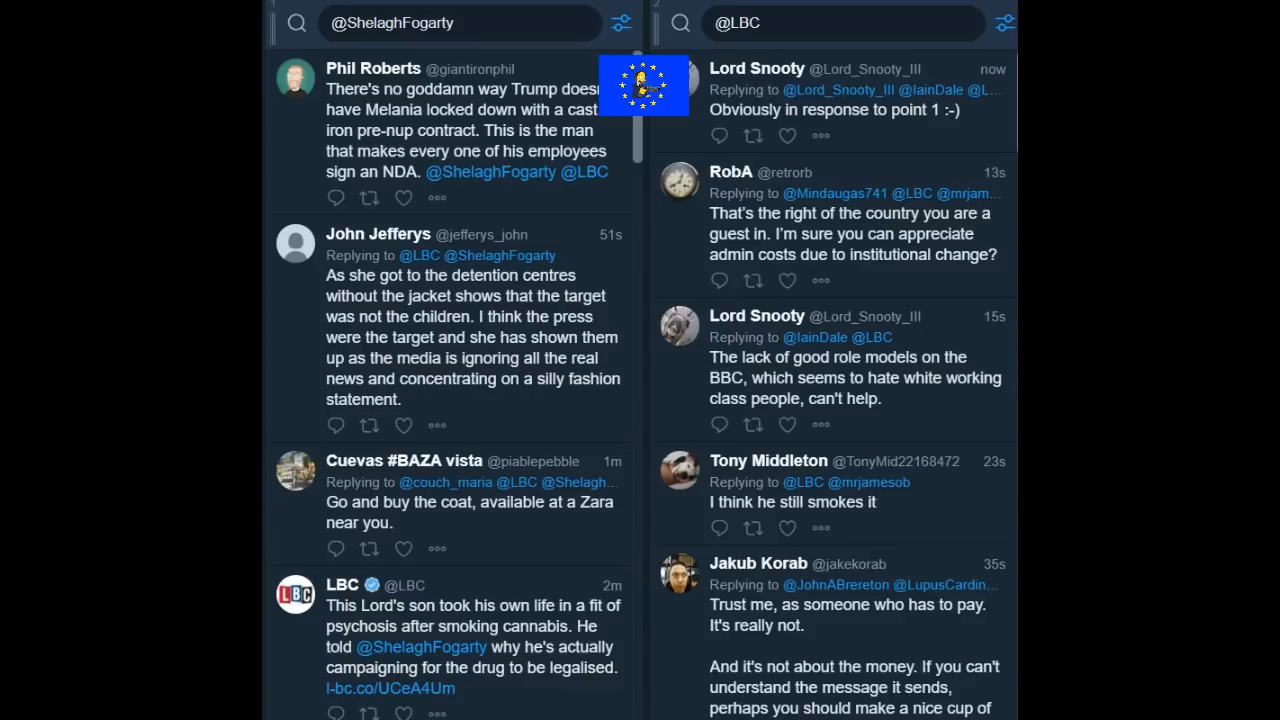 1
@ShelaghFogarty
Phil Roberts @giantironphil
There's no goddamn way Trump does
have Melania locked down with a cast
iron pre-nup contract. This is the man
that makes every one of his employees
sign an NDA. @ShelaghFogarty @LBC
John Jefferys @jefferys_john 51s
Replying to @LBC @ShelaghFogarty
As she got to the detention centres
without the jacket shows that the target
was not the children. I think the press
were the target and she has shown them
up as the media is ignoring all the real
news and concentrating on a silly fashion
statement.
Cuevas #BAZA vista @piablepebble 1m
Replying to @couch_maria @LBC @Shelagh...
Go and buy the coat, available at a Zara
near you.
LBC @LBC 2m
This Lord's son took his own life in a fit of
psychosis after smoking cannabis. He
told @ShelaghFogarty why he's actually
campaigning for the drug to be legalised.
l-bc.co/UCeA4Um
2
@LBC
Lord Snooty @Lord_Snooty_III now
Replying to @Lord_Snooty_III @IainDale @L...
Obviously in response to point 1 :-)
RobA @retrorb 13s
Replying to @Mindaugas741 @LBC @mrjam...
That's the right of the country you are a
guest in. I'm sure you can appreciate
admin costs due to institutional change?
Lord Snooty @Lord_Snooty_III 15s
Replying to @IainDale @LBC
The lack of good role models on the
BBC, which seems to hate white working
class people, can't help.
Tony Middleton @TonyMid22168472 23s
Replying to @LBC @mrjamesob
I think he still smokes it
Jakub Korab @jakekorab 35s
Replying to @JohnABrereton @LupusCardin...
Trust me, as someone who has to pay.
It's really not.
And it's not about the money. If you can't
understand the message it sends,
perhaps you should make a nice cup of